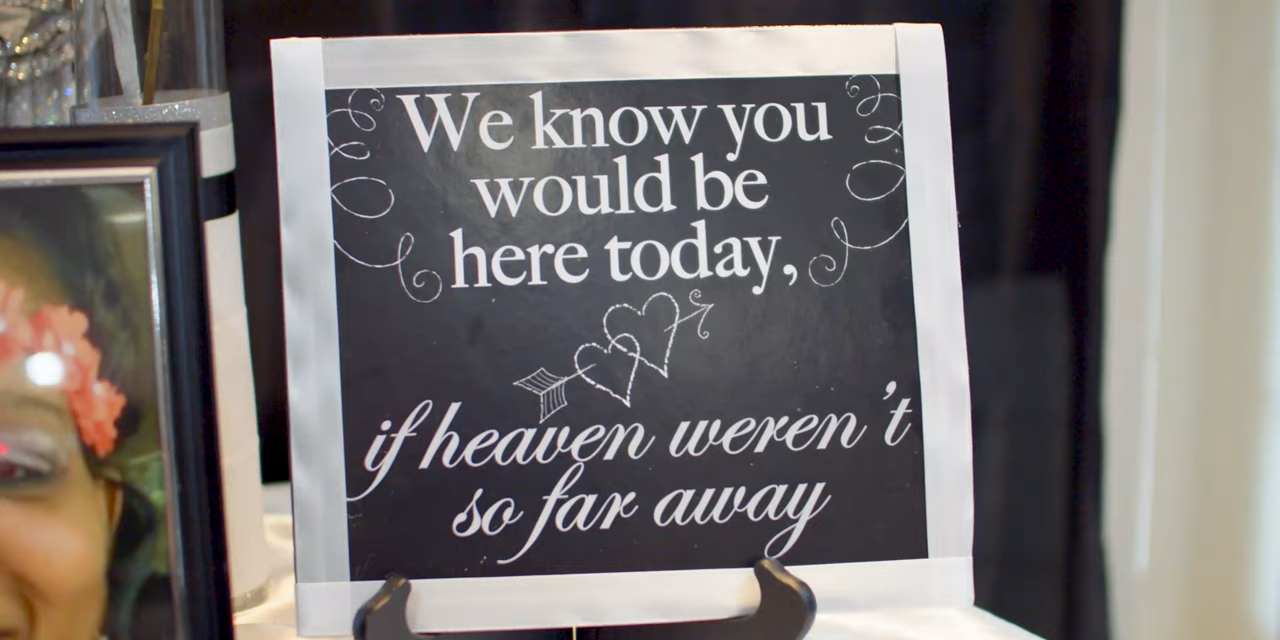 We know you
would be
here today,
if heaven weren't
so far away